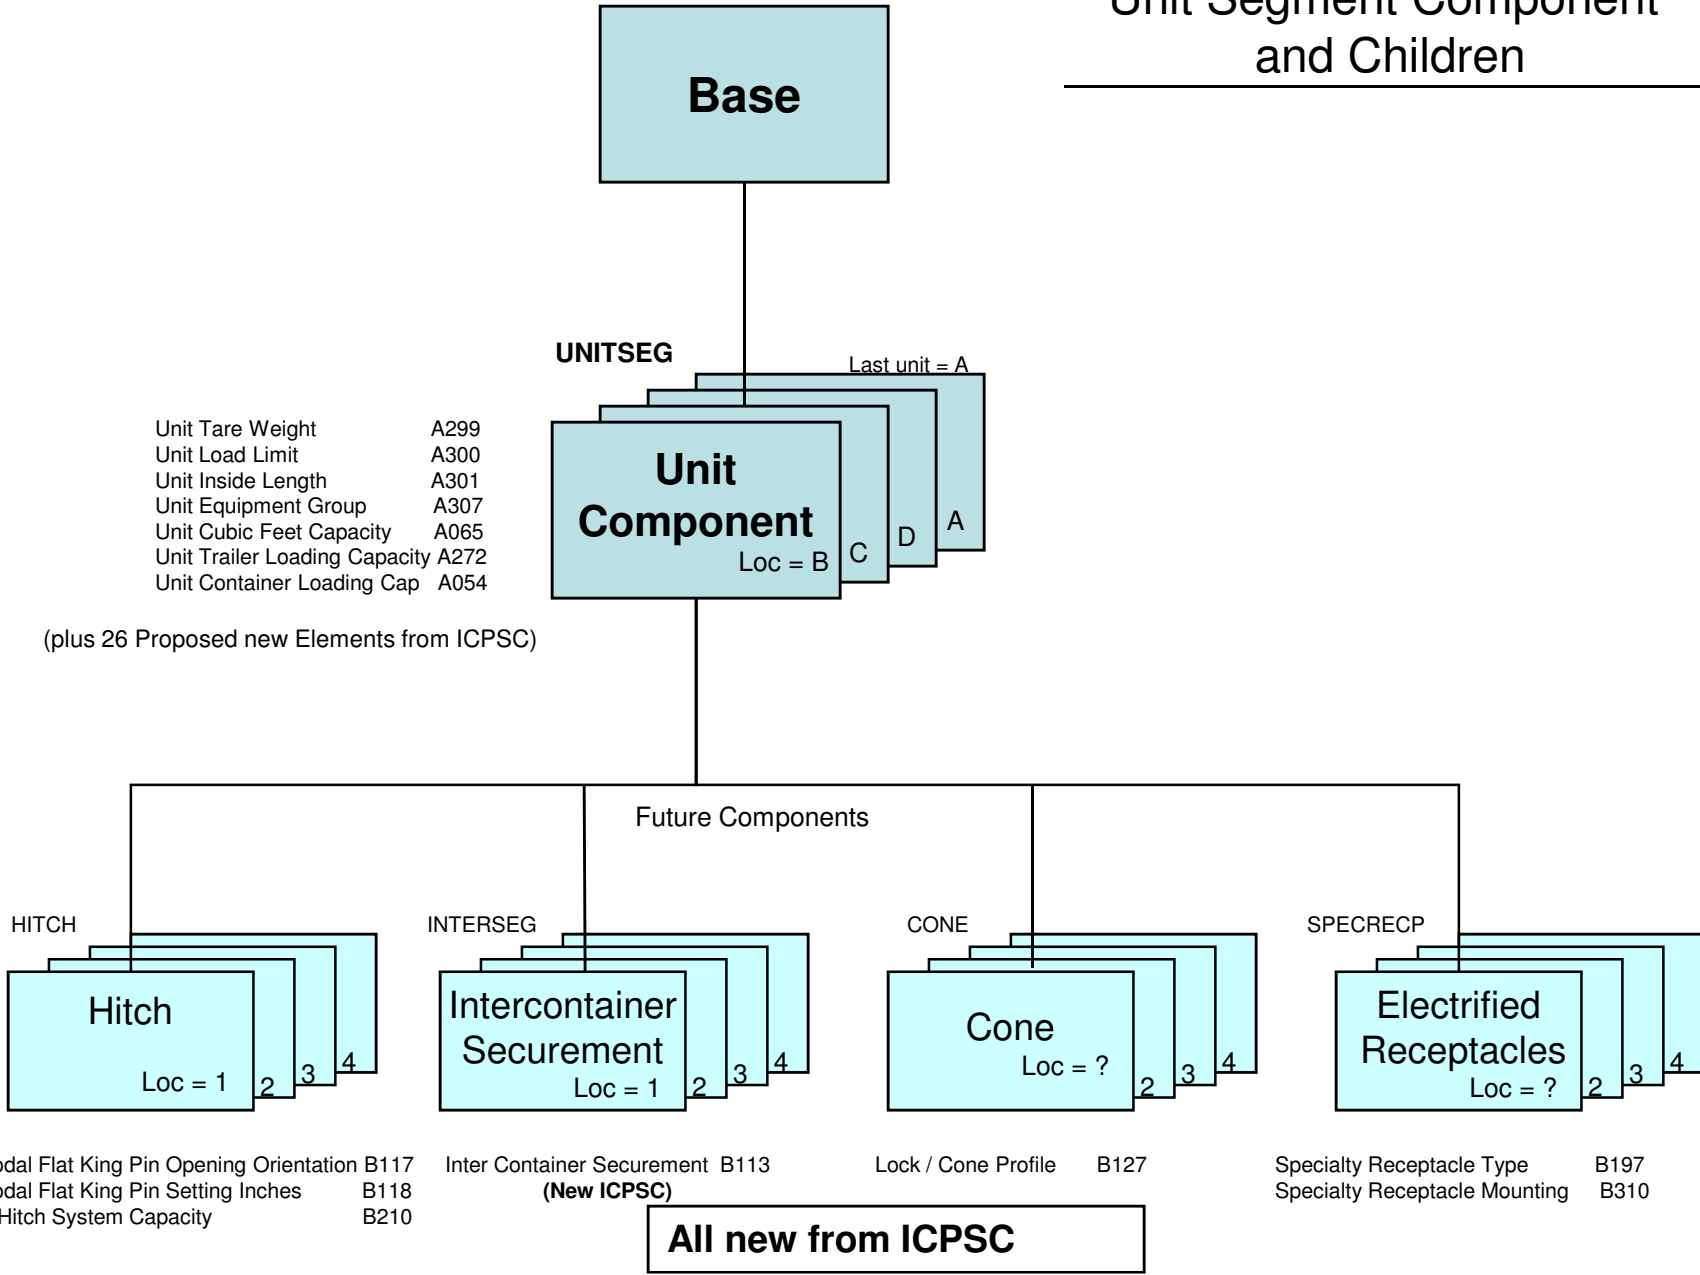 Unit Segment Component
and Children
Base
UNITSEG
Last unit = A
Unit Tare Weight A299
Unit Load Limit A300
Unit Inside Length A301
Unit Equipment Group A307
Unit Cubic Feet Capacity A065
Unit Trailer Loading Capacity A272
Unit Container Loading Cap A054
(plus 26 Proposed new Elements from ICPSC)
Unit
Component
Loc = B
C
D
A
Future Components
HITCH
Hitch
Loc = 1
2
3
4
INTERSEG
Intercontainer
Securement
Loc = 1
2
3
4
CONE
Cone
Loc = ?
2
3
4
SPECRECP
Electrified
Receptacles
Loc = ?
2
3
4
Flat King Pin Opening Orientation B117
Flat King Pin Setting Inches B118
Hitch System Capacity B210
Inter Container Securement B113
(New ICPSC)
Lock / Cone Profile B127
Specialty Receptacle Type B197
Specialty Receptacle Mounting B310
All new from ICPSC